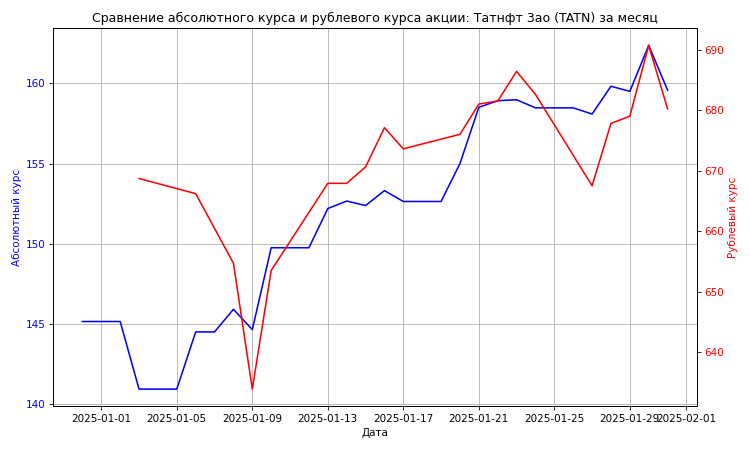 Сравнение абсолютного курса и рублевого курса акции: Татнфт 3ао (TATN) за месяц
Абсолютный курс
160
155
150
145
140
690
680
670
660
650
640
Рублевый курс
2025-01-01 2025-01-05 2025-01-09 2025-01-13 2025-01-17 2025-01-21 2025-01-25 2025-01-29 2025-02-01
Дата